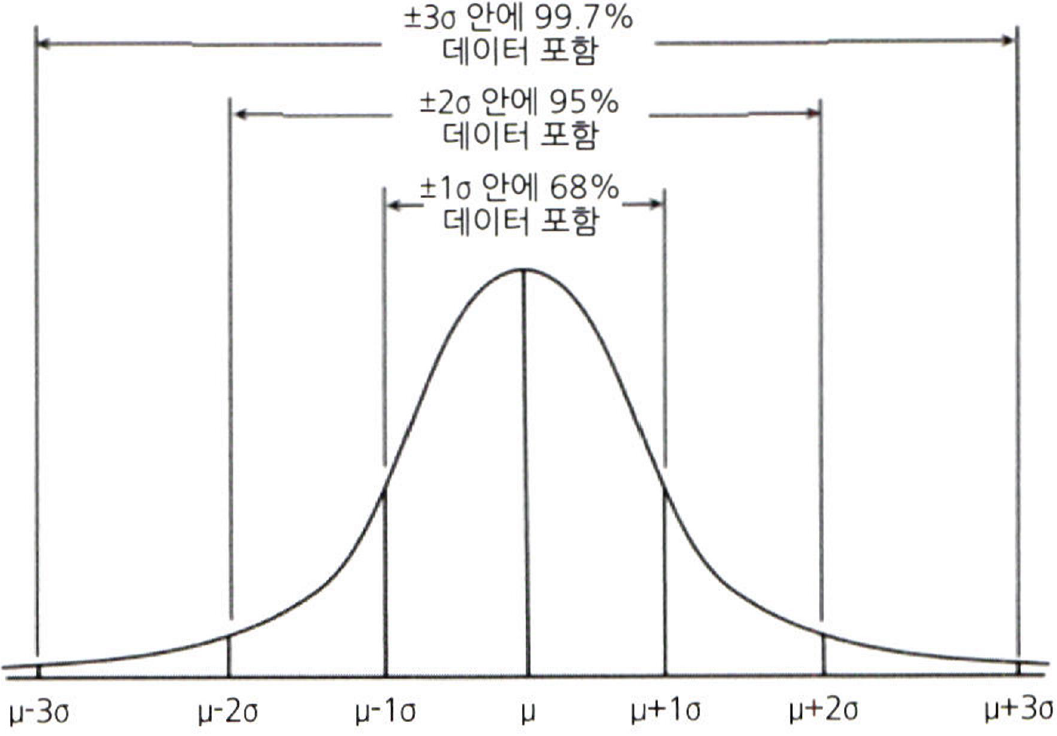 ±3σ 안에 99.7%
데이터 포함
±2σ 안에 95%
데이터 포함
±1σ 안에 68%
데이터 포함
μ-3σ μ-2σ μ-1σ μ μ+1σ μ+2σ μ+3σ